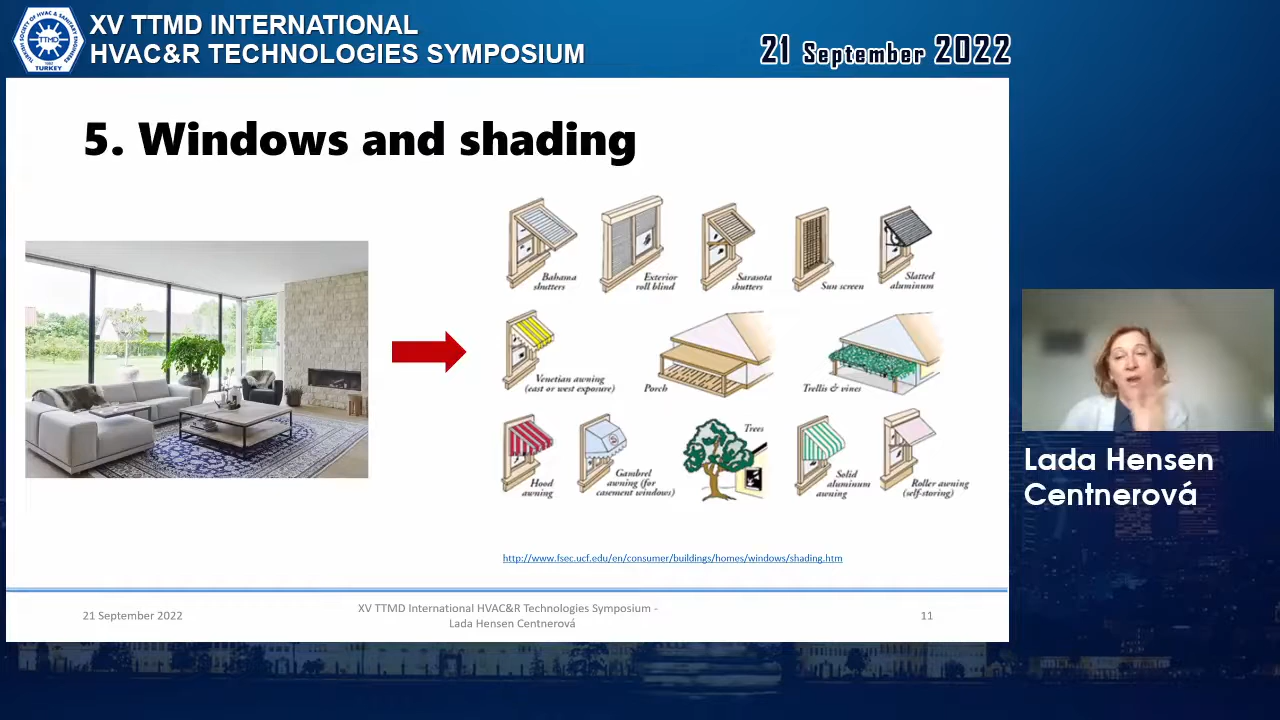 XV TTMD INTERNATIONAL
HVAC&R TECHNOLOGIES SYMPOSIUM
21 September 2022
TTMD
TURKEY
5. Windows and shading
Bahama
shutters
Exterior
roll blind
Sarasota
shutters
Sun screen
Slatted
aluminum
Venetian awning
(east or west exposure)
Porch
Trellis & vines
Hood
awning
Gambrel
awning (for
casement windows)
Trees
Solid
aluminum
awning
Roller awning
(self-storing)
http://www.fsec.ucf.edu/en/consumer/buildings/homes/windows/shading.htm
21 September 2022
XV TTMD International HVAC&R Technologies Symposium -
Lada Hensen Centnerová
11
Lada Hensen
Centnerová